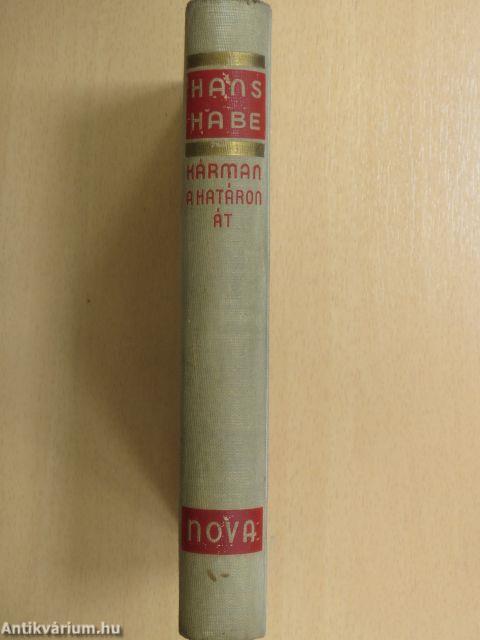 HANS
HABE
HÁRMAN
A HATÁRON
ÁT
NOVA
Antikvárium.hu